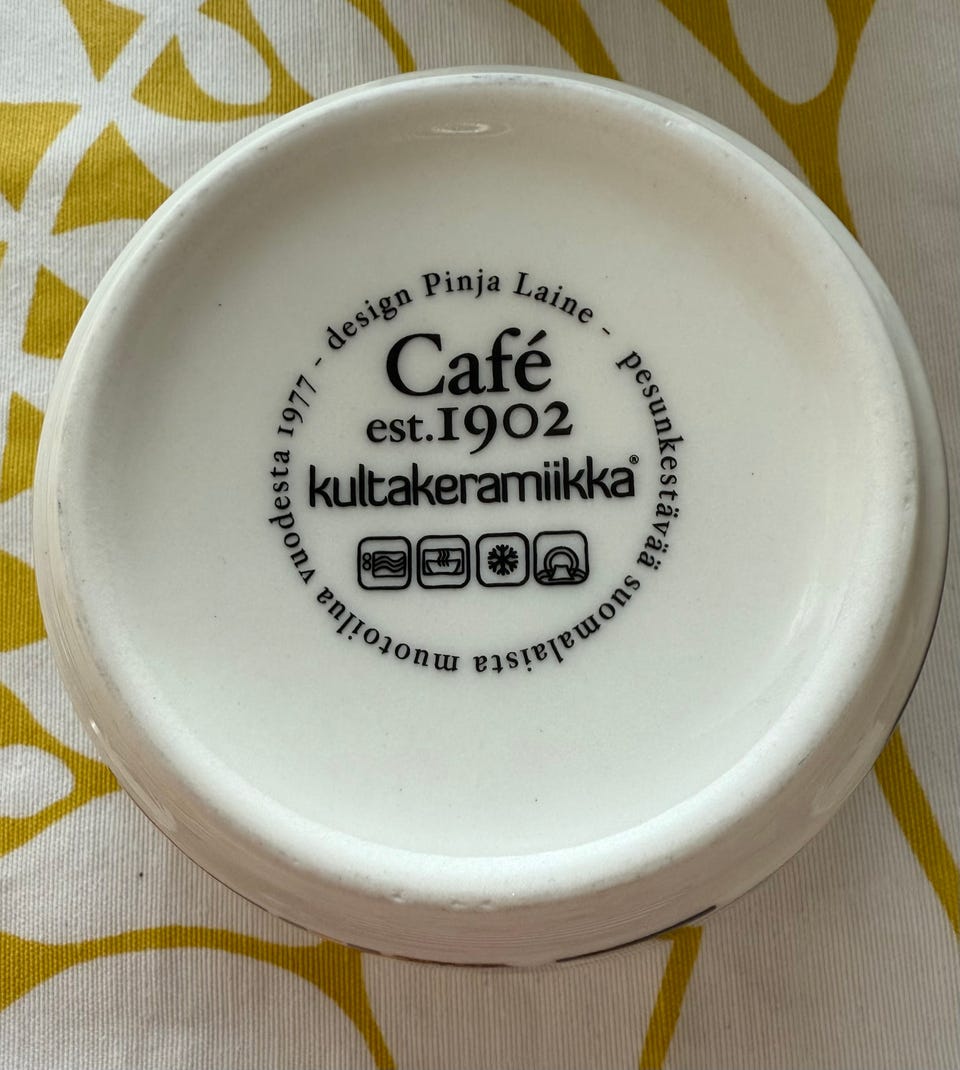 design Pinja Laine - pesunkestävää suomalaista muotoilua vuodesta 1977 -
Café
est.1902
kultakeramiikka®